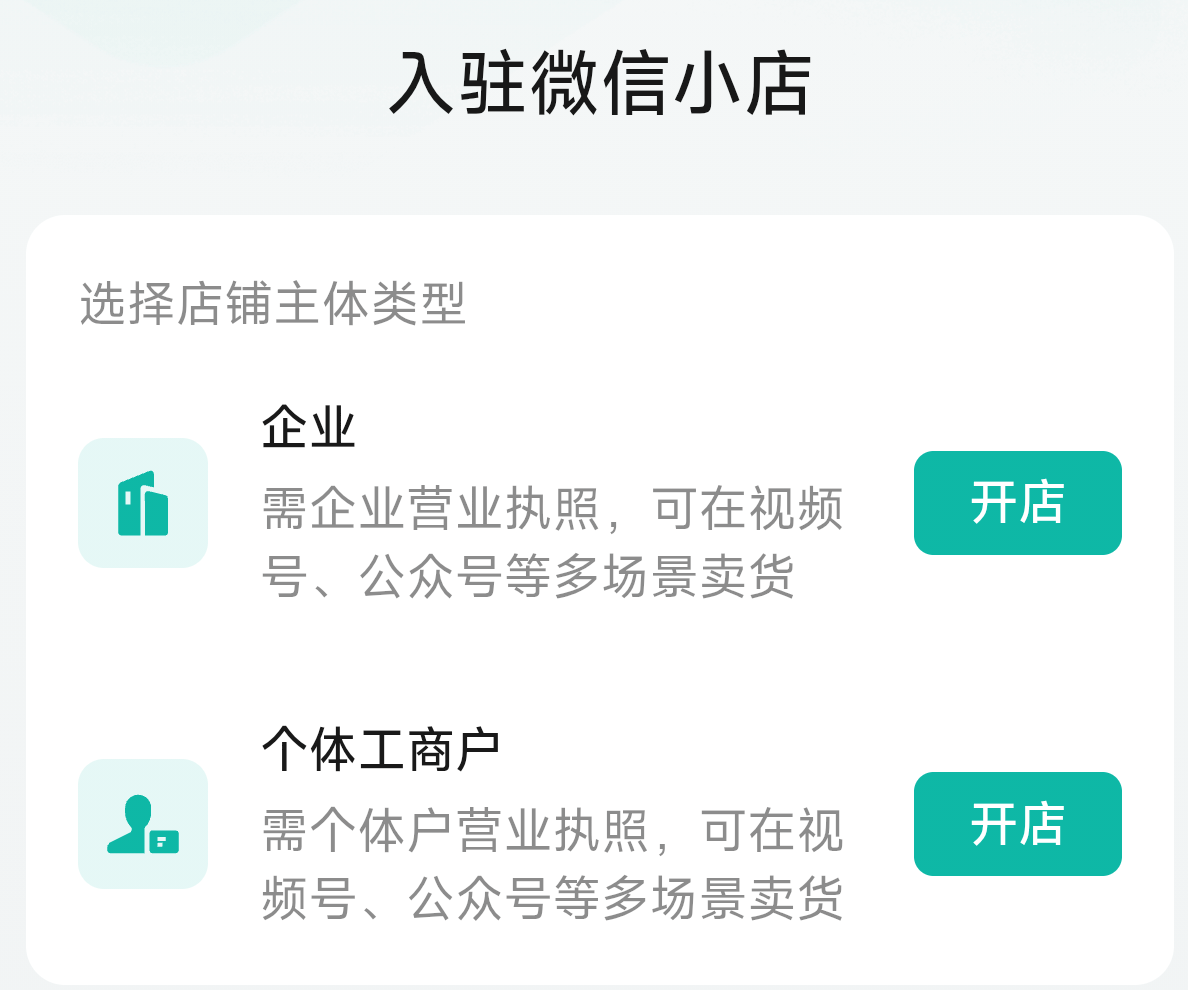 入驻微信小店
选择店铺主体类型
企业
需企业营业执照，可在视频
号、公众号等多场景卖货
开店
个体工商户
需个体户营业执照，可在视
频号、公众号等多场景卖货
开店